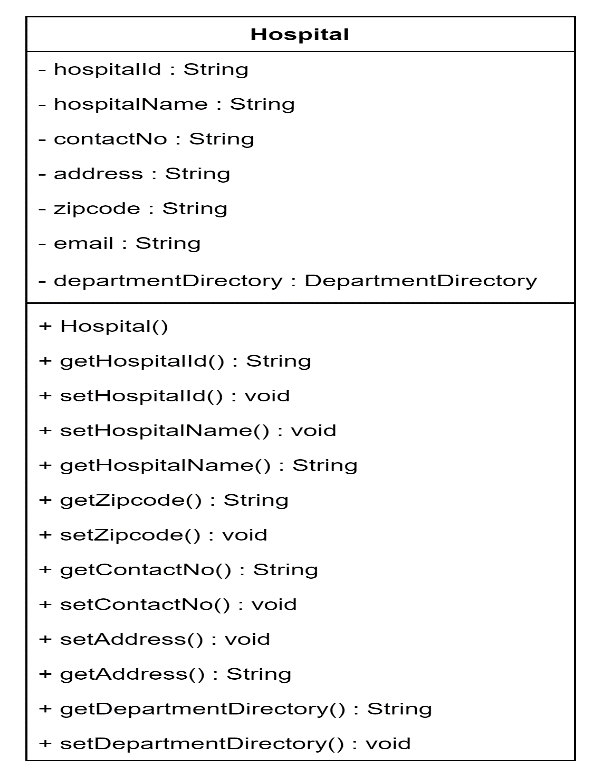 Hospital
- hospitalId : String
- hospitalName : String
- contactNo : String
- address : String
- zipcode : String
- email : String
- departmentDirectory : DepartmentDirectory
+ Hospital()
+ getHospitalId() : String
+ setHospitalId() : void
+ setHospitalName() : void
+ getHospitalName() : String
+ getZipcode() : String
+ setZipcode() : void
+ getContactNo() : String
+ setContactNo() : void
+ setAddress() : void
+ getAddress() : String
+ getDepartmentDirectory() : String
+ setDepartmentDirectory() : void